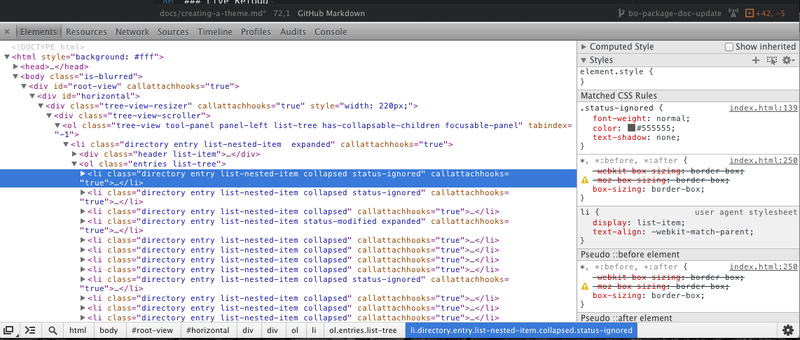 ### Live Reload
docs/creating-a-theme.md* 72,1 GitHub Markdown bo-package-doc-update +42, -5
× Elements Resources Network Sources Timeline Profiles Audits Console
<!DOCTYPE html>
▼<html style="background: #fff">
▶<head>…</head>
▼<body class="is-blurred">
▼<div id="root-view" callattachhooks="true">
▼<div id="horizontal">
▼<div class="tree-view-resizer" callattachhooks="true" style="width: 220px;">
▼<div class="tree-view-scroller">
▼<ol class="tree-view tool-panel panel-left list-tree has-collapsable-children focusable-panel" tabindex=
"-1">
▼<li class="directory entry list-nested-item  expanded" callattachhooks="true">
▶<div class="header list-item">…</div>
▼<ol class="entries list-tree">
▶<li class="directory entry list-nested-item collapsed status-ignored" callattachhooks=
"true">…</li>
▶<li class="directory entry list-nested-item collapsed status-ignored" callattachhooks=
"true">…</li>
▶<li class="directory entry list-nested-item collapsed" callattachhooks="true">…</li>
▶<li class="directory entry list-nested-item status-modified expanded" callattachhooks=
"true">…</li>
▶<li class="directory entry list-nested-item collapsed" callattachhooks="true">…</li>
▶<li class="directory entry list-nested-item collapsed" callattachhooks="true">…</li>
▶<li class="directory entry list-nested-item collapsed" callattachhooks="true">…</li>
▶<li class="directory entry list-nested-item collapsed status-ignored" callattachhooks=
"true">…</li>
▶<li class="directory entry list-nested-item collapsed" callattachhooks="true">…</li>
▶<li class="directory entry list-nested-item collapsed" callattachhooks="true">…</li>
▶<li class="directory entry list-nested-item collapsed" callattachhooks="true">…</li>
▶ Computed Style Show inherited
▼ Styles
element.style {
}
Matched CSS Rules
.status-ignored { index.html:139
font-weight: normal;
color: #555555;
text-shadow: none;
}
*, *:before, *:after { index.html:250
-webkit-box-sizing: border-box;
-moz-box-sizing: border-box;
box-sizing: border-box;
}
li { user agent stylesheet
display: list-item;
text-align: -webkit-match-parent;
}
Pseudo ::before element
*, *:before, *:after { index.html:250
-webkit-box-sizing: border-box;
-moz-box-sizing: border-box;
box-sizing: border-box;
}
Pseudo ::after element
html body #root-view #horizontal div div ol li ol.entries.list-tree li.directory.entry.list-nested-item.collapsed.status-ignored